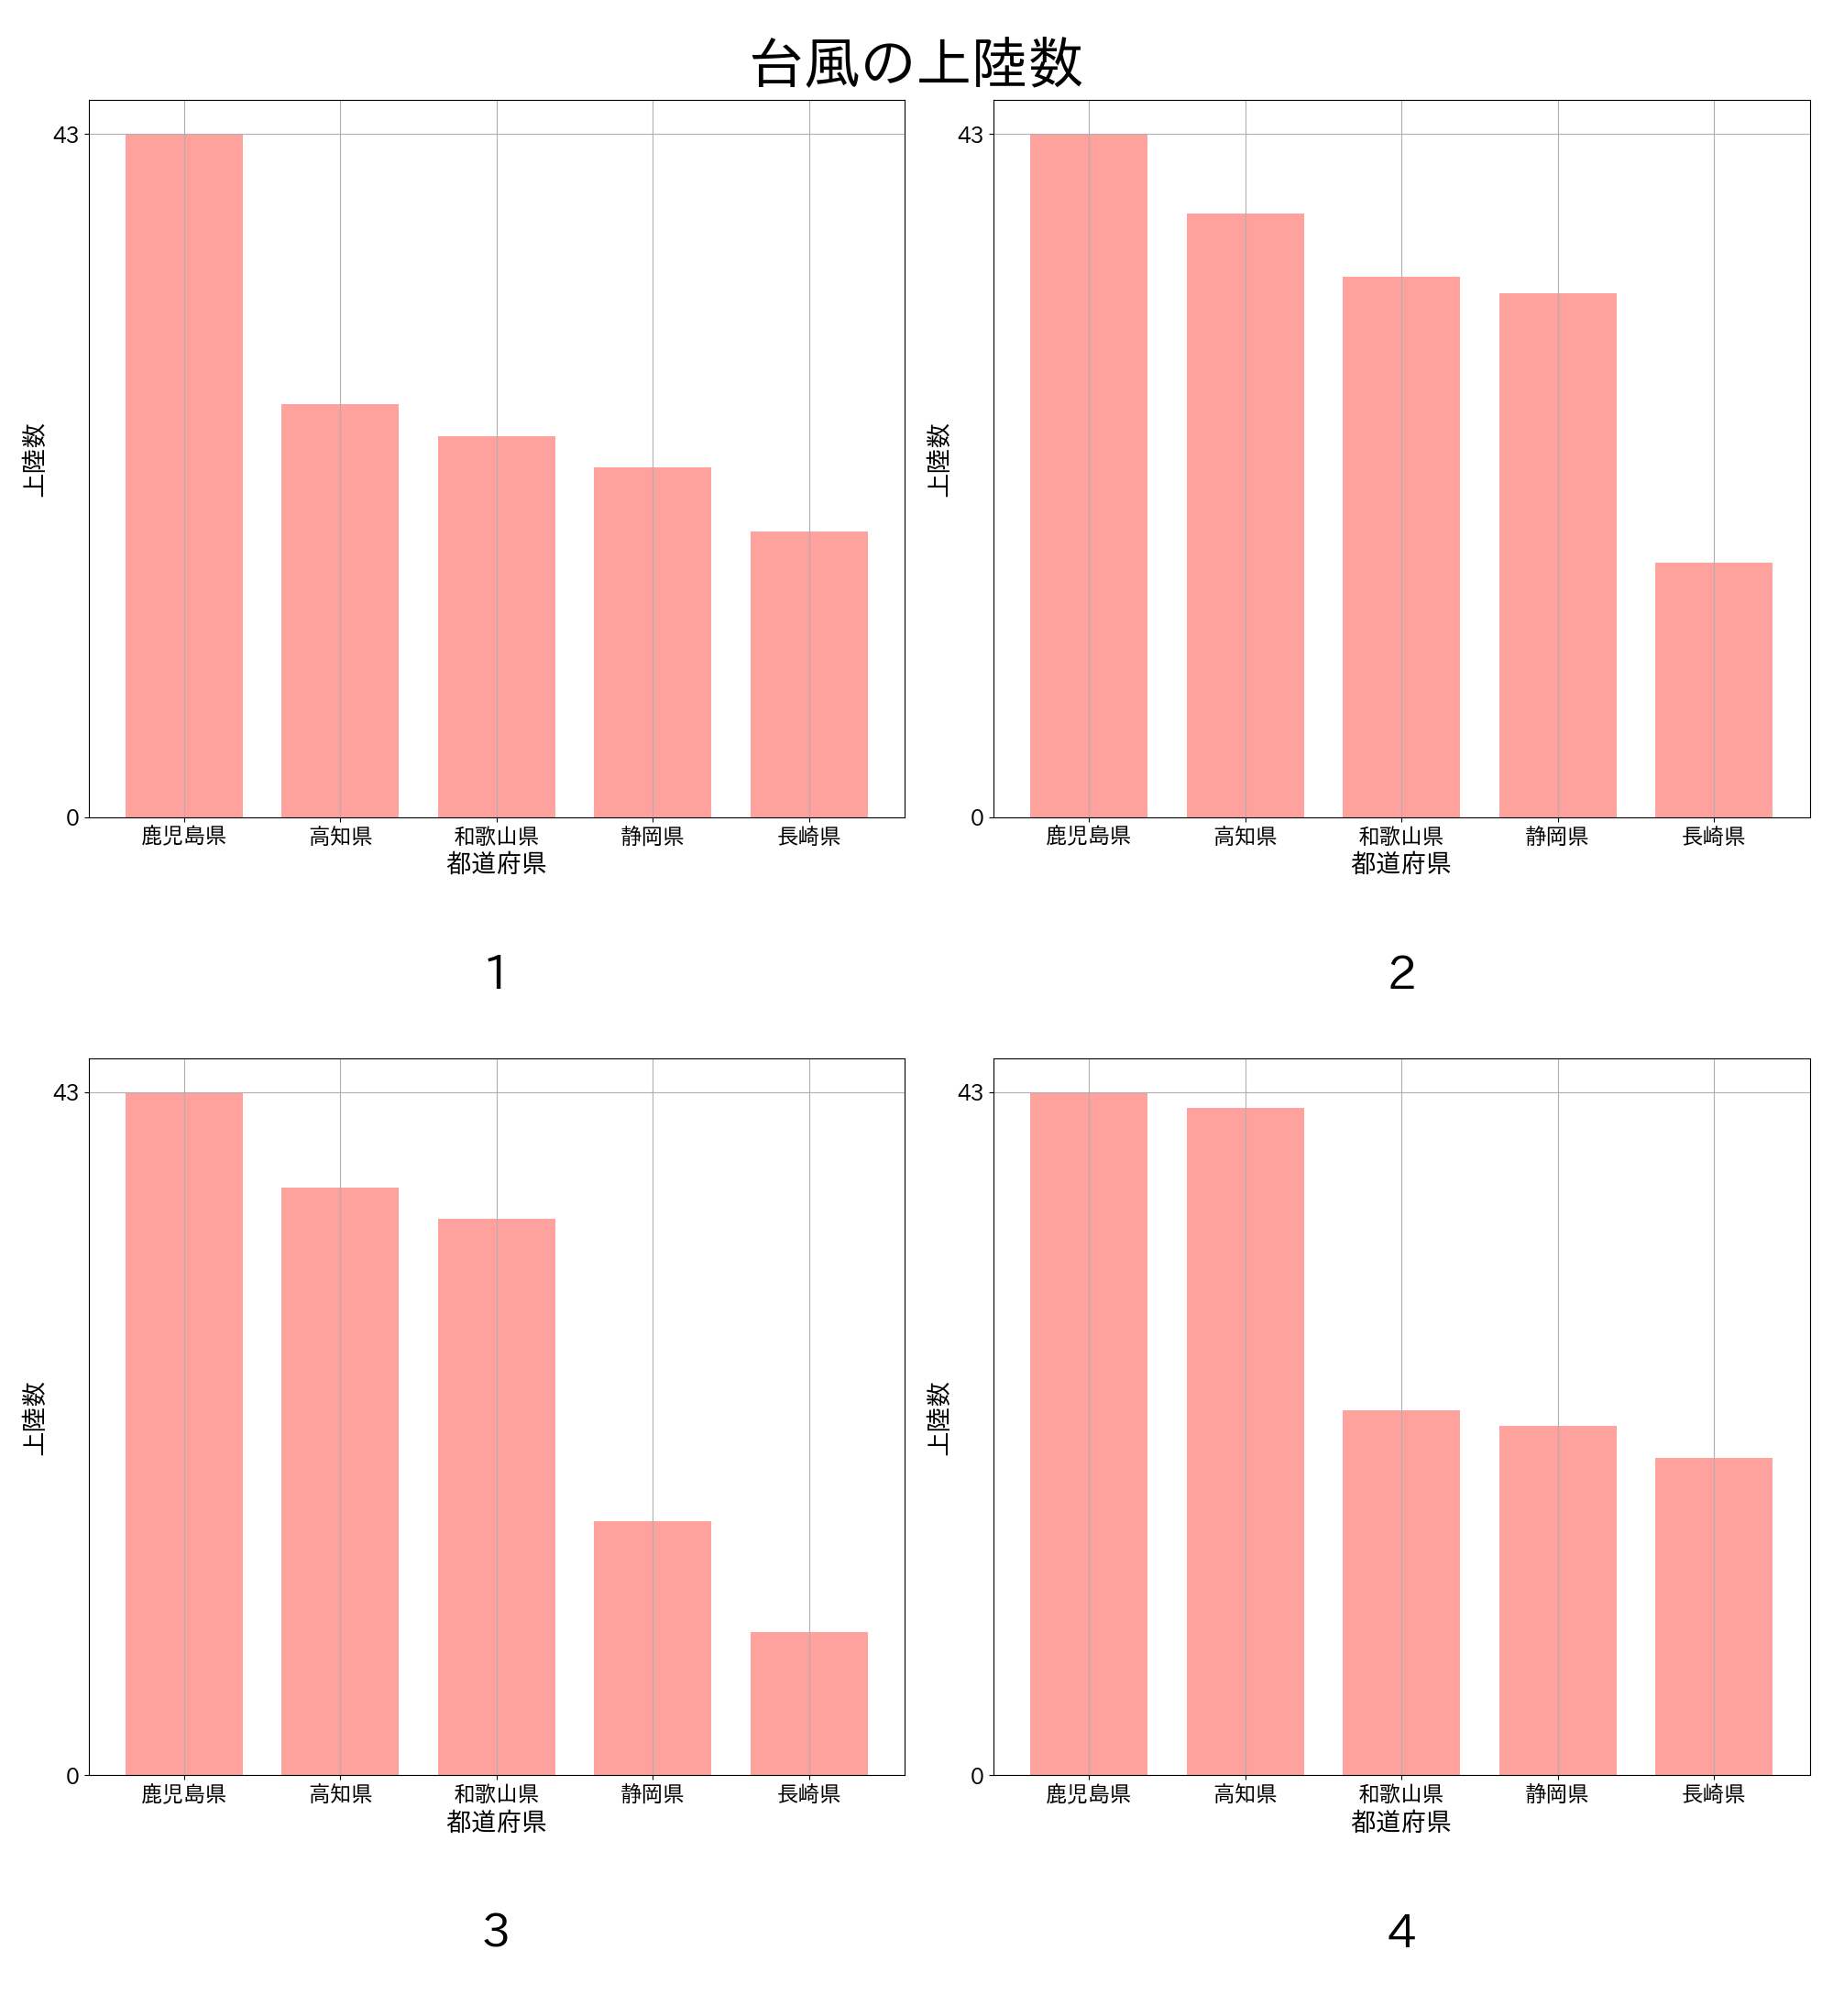 台風の上陸数
43
0
上陸数
鹿児島県 高知県 和歌山県 静岡県 長崎県
都道府県
1
43
0
上陸数
鹿児島県 高知県 和歌山県 静岡県 長崎県
都道府県
2
43
0
上陸数
鹿児島県 高知県 和歌山県 静岡県 長崎県
都道府県
3
43
0
上陸数
鹿児島県 高知県 和歌山県 静岡県 長崎県
都道府県
4